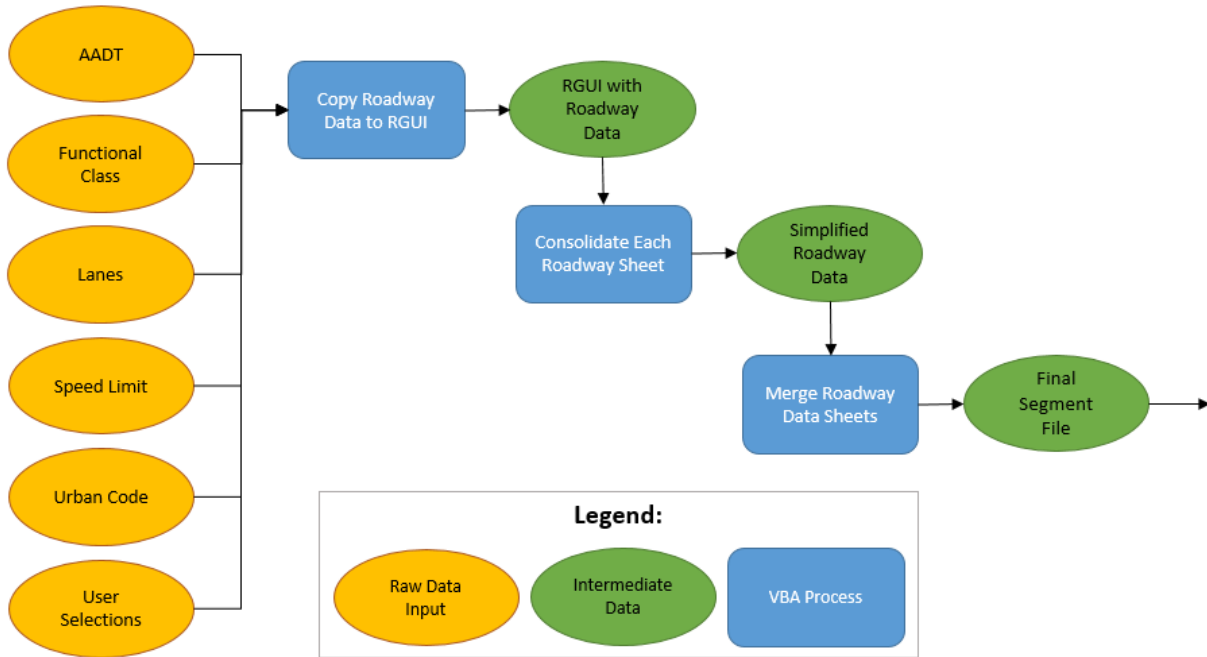 AADT
Functional
Class
Lanes
Speed Limit
Urban Code
User
Selections
Copy Roadway
Data to RGUI
RGUI with
Roadway
Data
Consolidate Each
Roadway Sheet
Simplified
Roadway
Data
Merge Roadway
Data Sheets
Final
Segment
File
Legend:
Raw Data
Input
Intermediate
Data
VBA Process